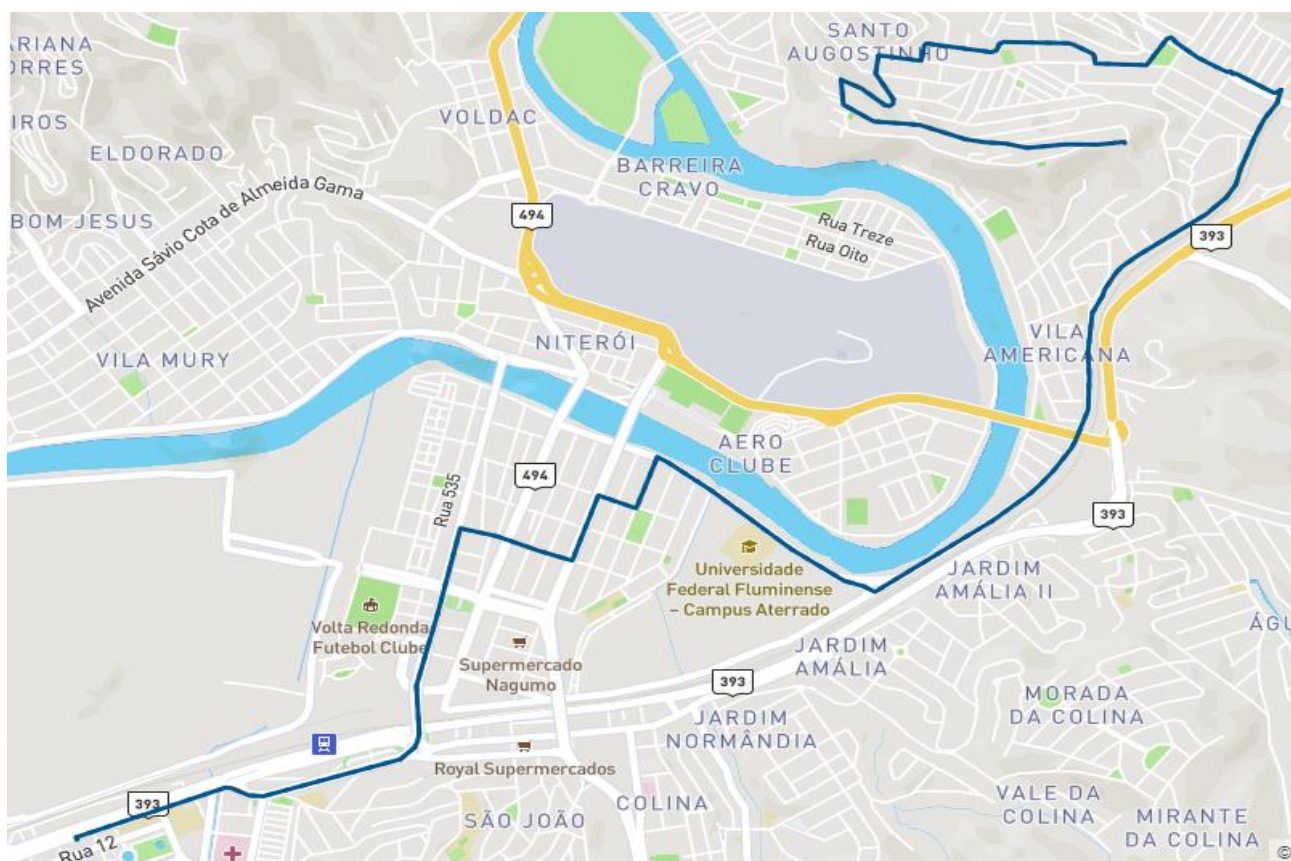 ARIANA
ORRES
EIROS
ELDORADO
BOM JESUS
Avenida Sávio Cota de Almeida Gama
VILA MURY
VOLDAC
494
SANTO
AUGOSTINHO
BARREIRA
CRAVO
Rua Treze
Rua Oito
393
NITERÓI
VILA
AMERICANA
AERO
CLUBE
494
Rua 535
393
Universidade
Federal Fluminense
– Campus Aterrado
JARDIM
AMÁLIA II
ÁGU
Volta Redonda
Futebol Clube
Supermercado
Nagumo
JARDIM
AMÁLIA
393
MORADA
DA COLINA
JARDIM
NORMÂNDIA
Royal Supermercados
393
Rua 12
SÃO JOÃO
COLINA
VALE DA
COLINA
MIRANTE
DA COLINA
©